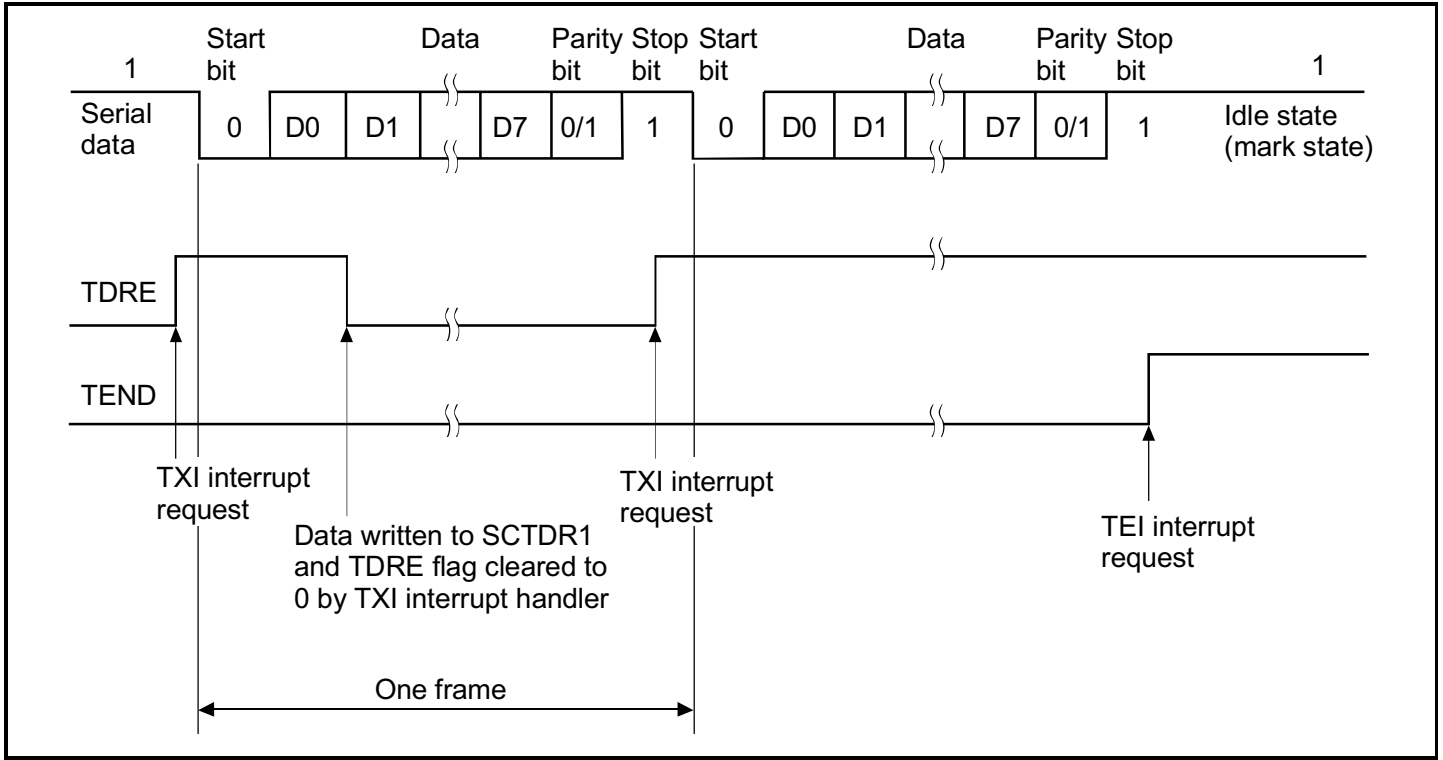 Start bit
Data
Parity bit
Stop bit
Start bit
Data
Parity bit
Stop bit
1
1
Serial data
0 D0 D1 D7 0/1 1 0 D0 D1 D7 0/1 1
Idle state
(mark state)
TDRE
TEND
TXI interrupt
request
Data written to SCTDR1
and TDRE flag cleared to
0 by TXI interrupt handler
TXI interrupt
request
TEI interrupt
request
One frame